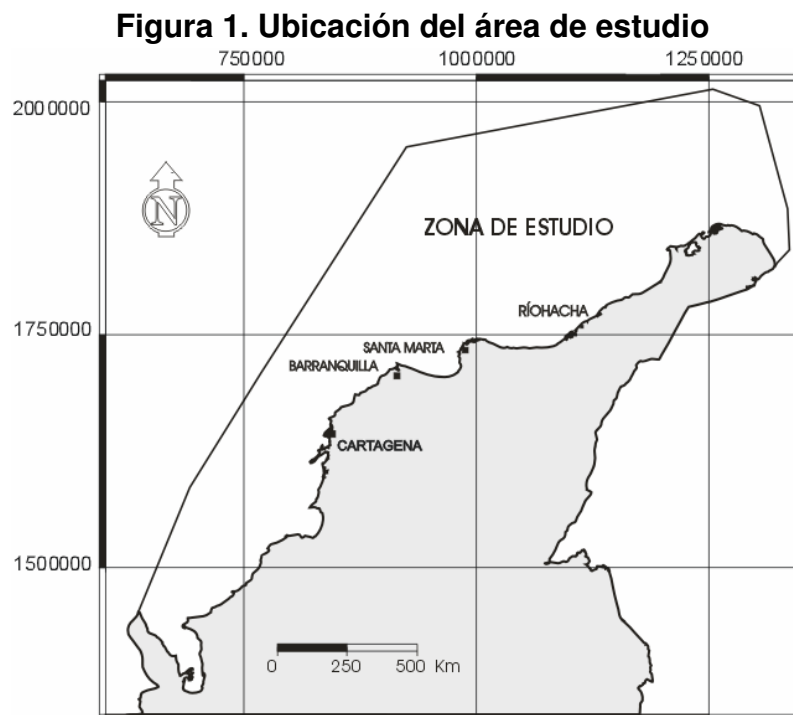 Figura 1. Ubicación del área de estudio
750000 1000000 1250000
2000000
N
ZONA DE ESTUDIO
RÍOHACHA
1750000
SANTA MARTA
BARRANQUILLA
CARTAGENA
1500000
0 250 500 Km